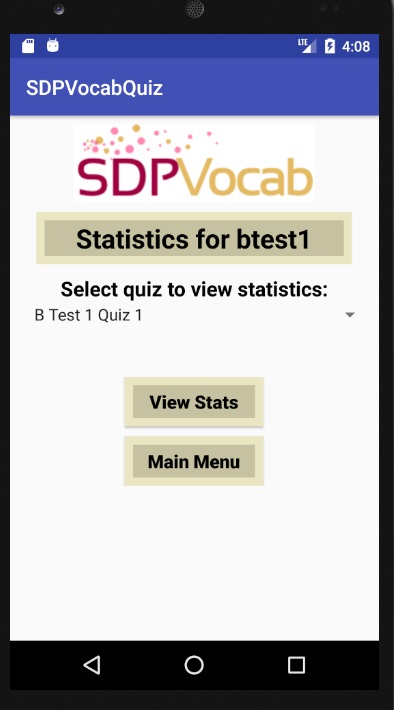 LTE 4:08
SDPVocabQuiz
SDPVocab
Statistics for btest1
Select quiz to view statistics:
B Test 1 Quiz 1
View Stats
Main Menu